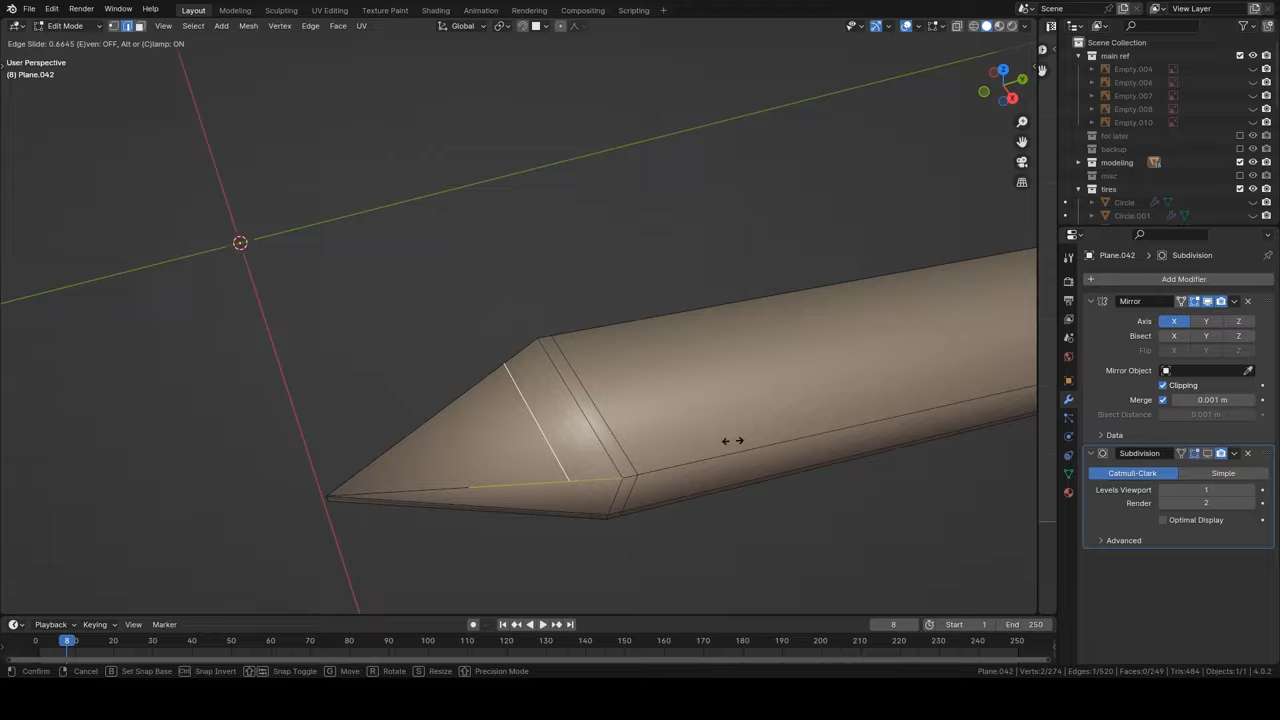 File Edit Render Window Help Layout Modeling Sculpting UV Editing Texture Paint Shading Animation Rendering Compositing Geometry Nodes Scripting + Scene View Layer
Edit Mode View Select Add Mesh Vertex Edge Face UV Global
Edge Slide: 0.6645 (E)ven: OFF, Alt or (C)lamp: ON
User Perspective
(8) Plane.042
Z
Y
X
Scene Collection
main ref
Empty.004
Empty.006
Empty.007
Empty.008
Empty.010
for later
backup
modeling
misc
tires
Circle
Circle.001
Plane.042 > Subdivision
+ Add Modifier
Mirror
Axis X Y Z
Bisect X Y Z
Flip X Y Z
Mirror Object
Clipping
Merge 0.001 m
Bisect Distance 0.001 m
Data
Subdivision
Catmull-Clark Simple
Levels Viewport 1
Render 2
Optimal Display
Advanced
Playback Keying View Marker 8 Start 1 End 250
0 8 20 30 40 50 60 70 80 90 100 110 120 130 140 150 160 170 180 190 200 210 220 230 240 250
Confirm Cancel B Set Snap Base Ctrl Snap Invert Snap Toggle G Move R Rotate S Resize Precision Mode Plane.042 | Verts:2/274 | Edges:1/520 | Faces:0/249 | Tris:484 | Objects:1/1 | 4.0.2